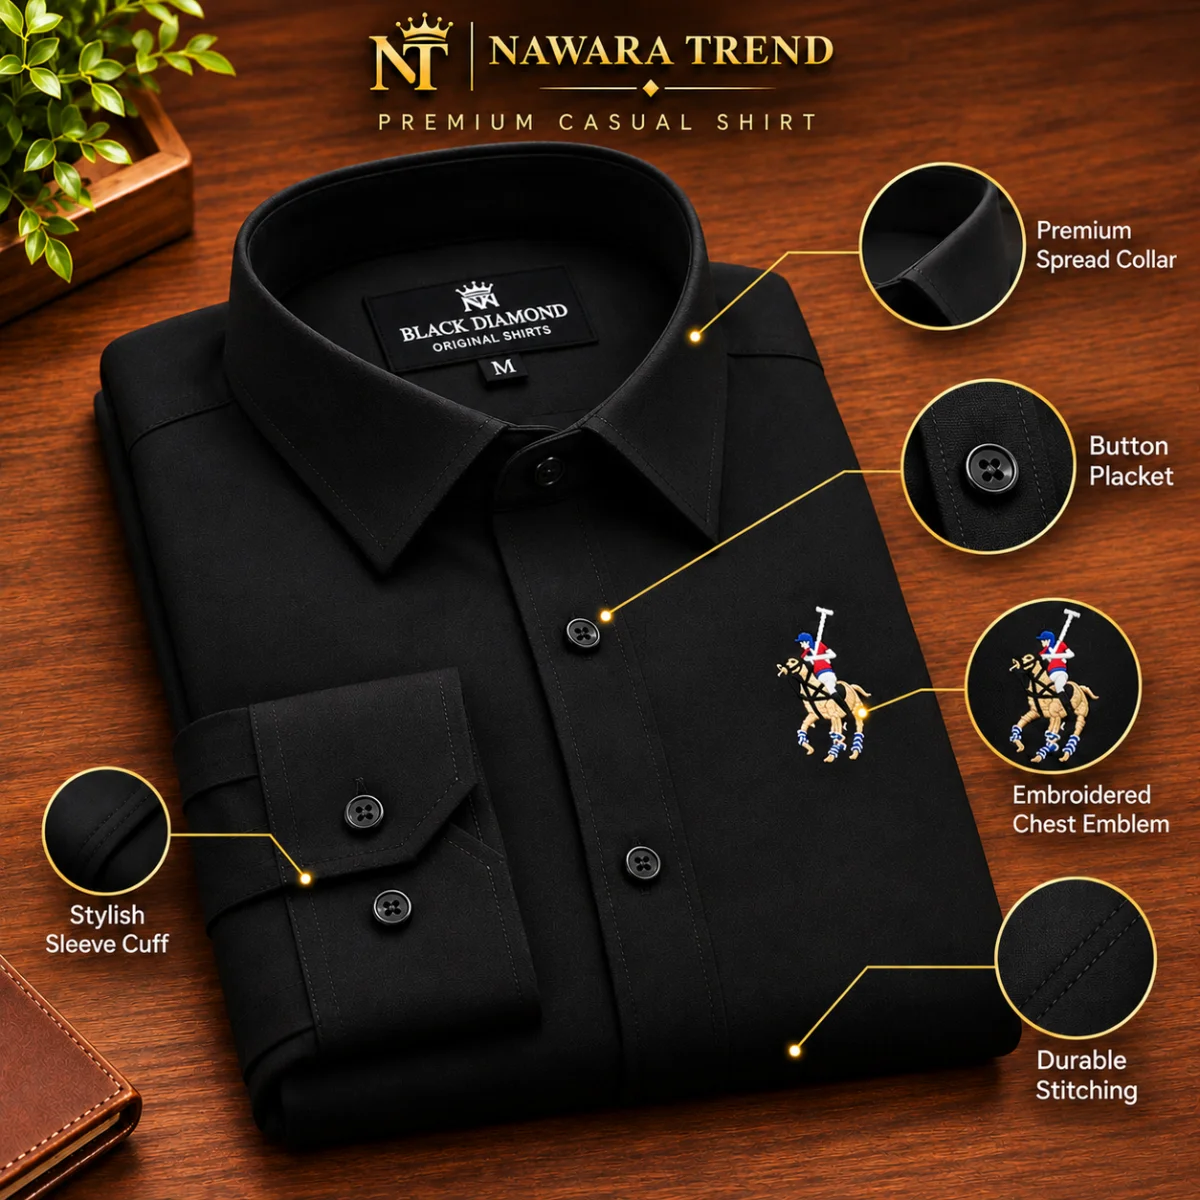 NT
NAWARA TREND
PREMIUM CASUAL SHIRT
BLACK DIAMOND
ORIGINAL SHIRTS
M
Premium
Spread Collar
Button
Placket
Embroidered
Chest Emblem
Stylish
Sleeve Cuff
Durable
Stitching